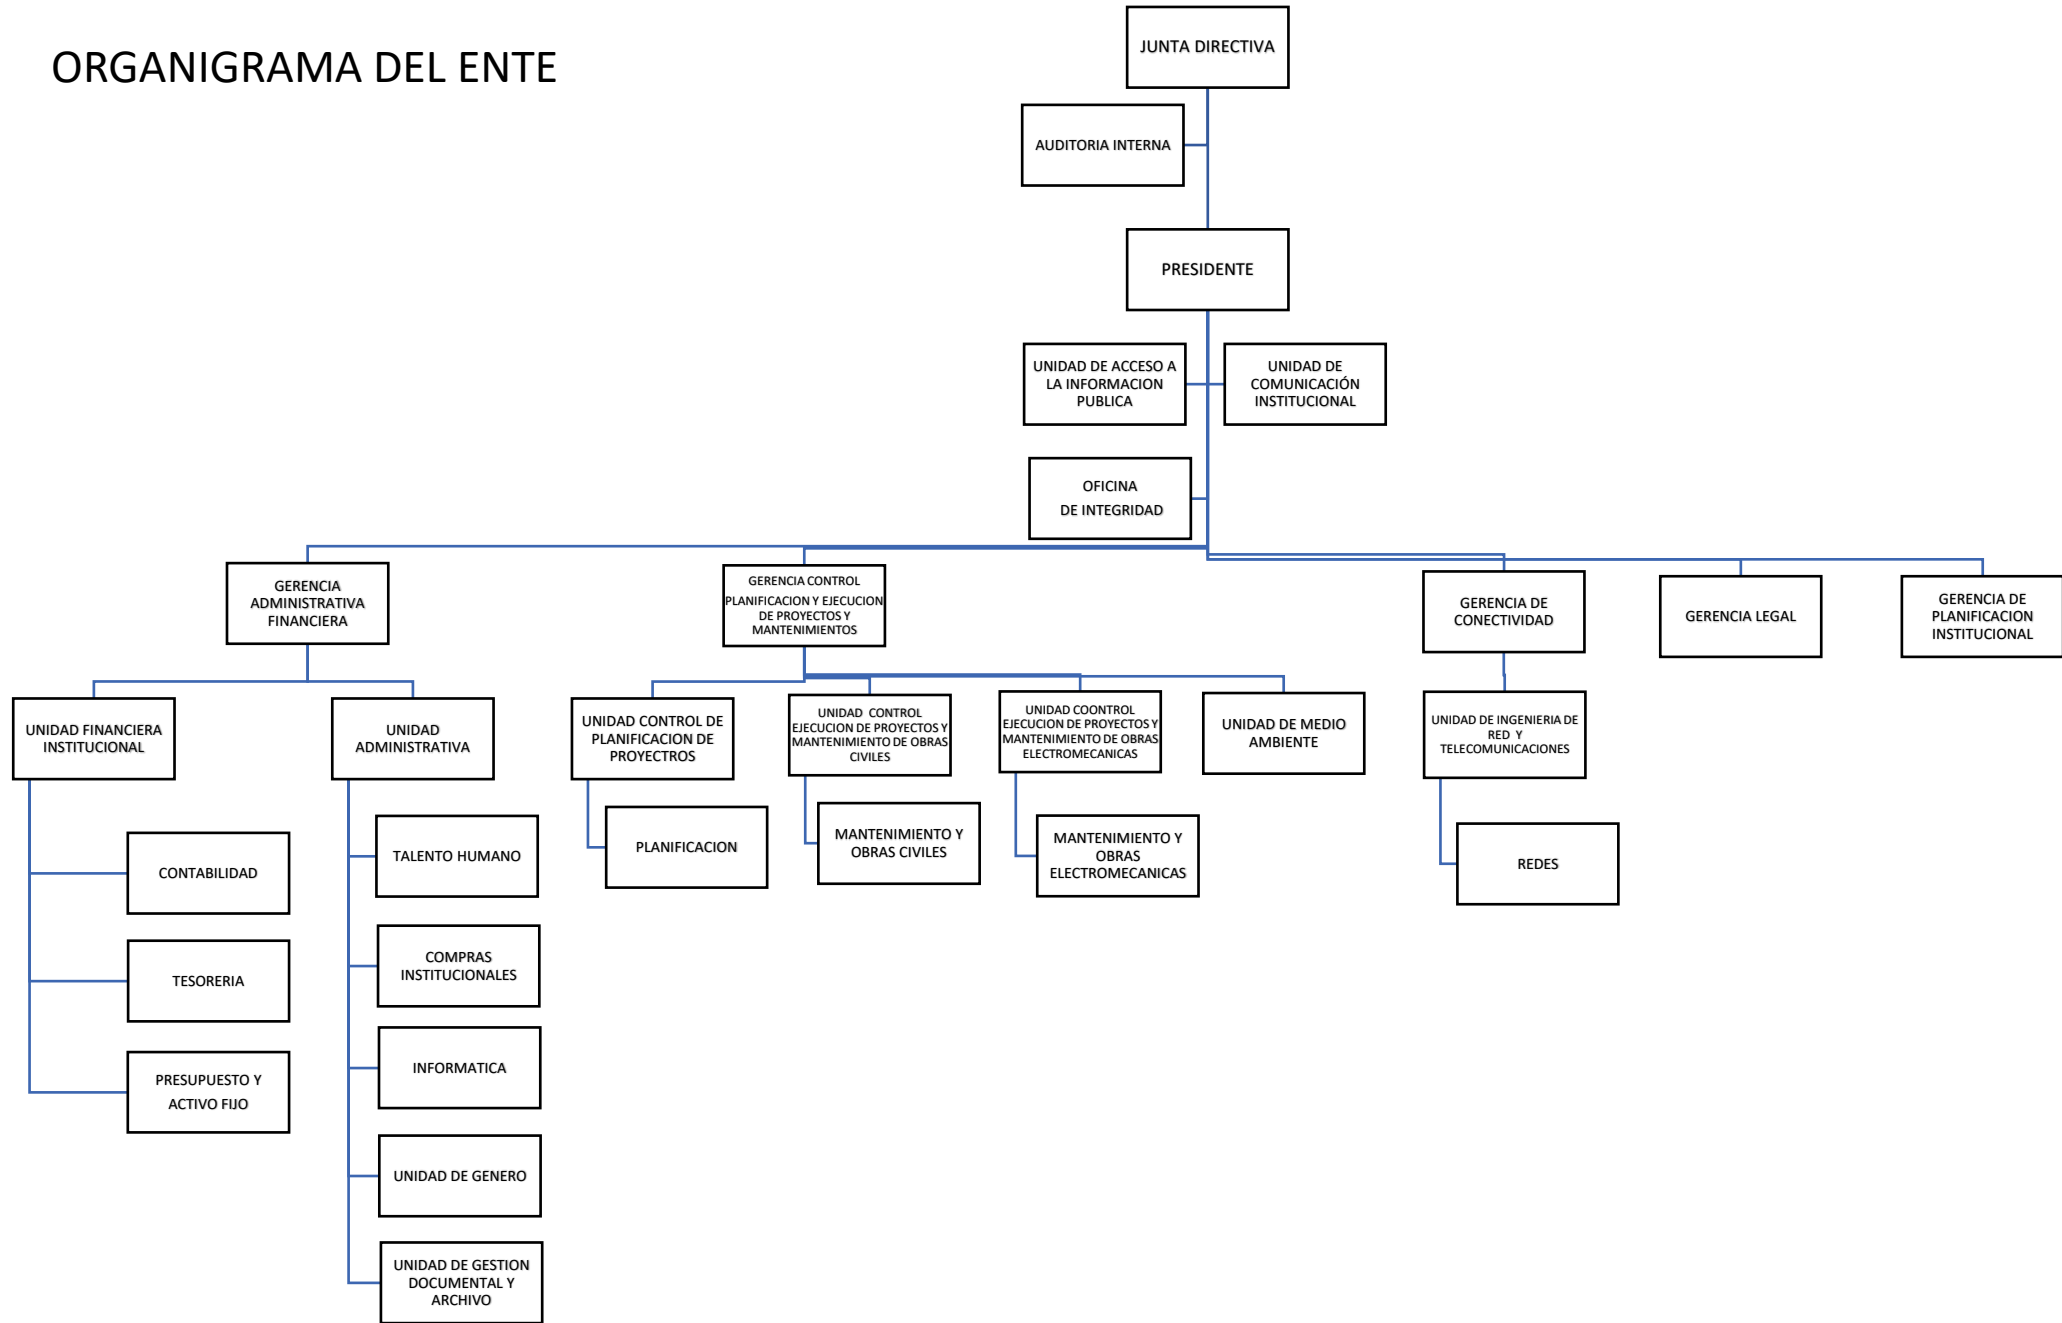 ORGANIGRAMA DEL ENTE
JUNTA DIRECTIVA
AUDITORIA INTERNA
PRESIDENTE
UNIDAD DE ACCESO A
LA INFORMACION
PUBLICA
UNIDAD DE
COMUNICACIÓN
INSTITUCIONAL
OFICINA
DE INTEGRIDAD
GERENCIA
ADMINISTRATIVA
FINANCIERA
GERENCIA CONTROL
PLANIFICACION Y EJECUCION
DE PROYECTOS Y
MANTENIMIENTOS
GERENCIA DE
CONECTIVIDAD
GERENCIA LEGAL
GERENCIA DE
PLANIFICACION
INSTITUCIONAL
UNIDAD FINANCIERA
INSTITUCIONAL
UNIDAD
ADMINISTRATIVA
UNIDAD CONTROL DE
PLANIFICACION DE
PROYECTROS
UNIDAD CONTROL
EJECUCION DE PROYECTOS Y
MANTENIMIENTO DE OBRAS
CIVILES
UNIDAD COONTROL
EJECUCION DE PROYECTOS Y
MANTENIMIENTO DE OBRAS
ELECTROMECANICAS
UNIDAD DE MEDIO
AMBIENTE
UNIDAD DE INGENIERIA DE
RED Y
TELECOMUNICACIONES
CONTABILIDAD
TESORERIA
PRESUPUESTO Y
ACTIVO FIJO
TALENTO HUMANO
COMPRAS
INSTITUCIONALES
INFORMATICA
UNIDAD DE GENERO
UNIDAD DE GESTION
DOCUMENTAL Y
ARCHIVO
PLANIFICACION
MANTENIMIENTO Y
OBRAS CIVILES
MANTENIMIENTO Y
OBRAS
ELECTROMECANICAS
REDES